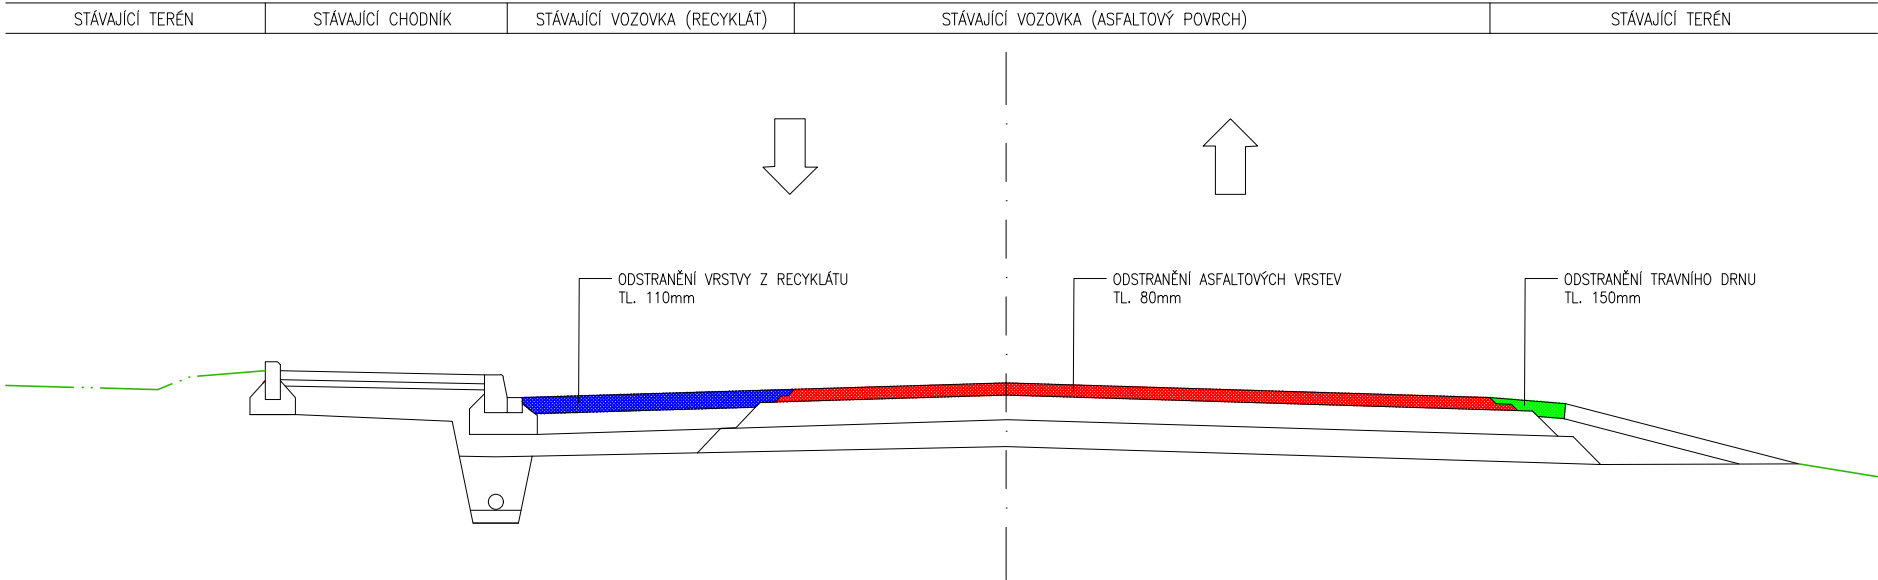 STÁVAJÍCÍ TERÉN
STÁVAJÍCÍ CHODNÍK
STÁVAJÍCÍ VOZOVKA (RECYKLÁT)
STÁVAJÍCÍ VOZOVKA (ASFALTOVÝ POVRCH)
STÁVAJÍCÍ TERÉN
ODSTRANĚNÍ VRSTVY Z RECYKLÁTU
TL. 110mm
ODSTRANĚNÍ ASFALTOVÝCH VRSTEV
TL. 80mm
ODSTRANĚNÍ TRAVNÍHO DRNU
TL. 150mm